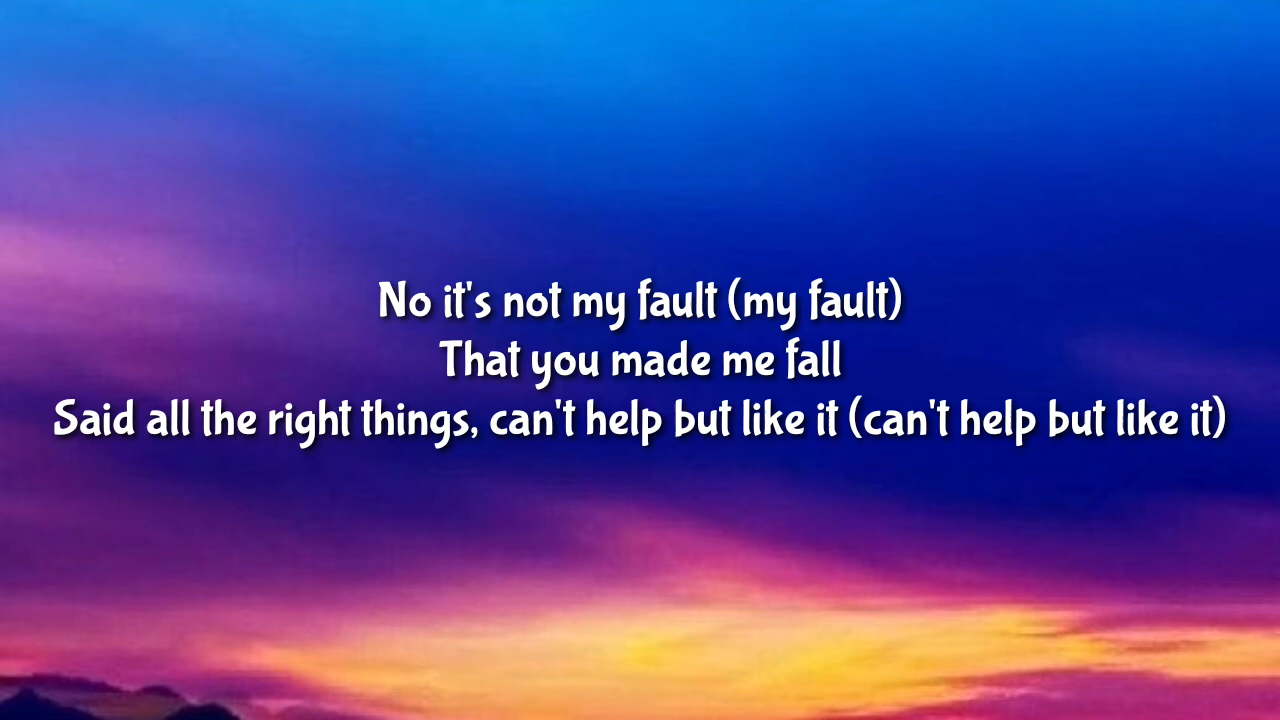 No it's not my fault (my fault)
That you made me fall
Said all the right things, can't help but like it (can't help but like it)